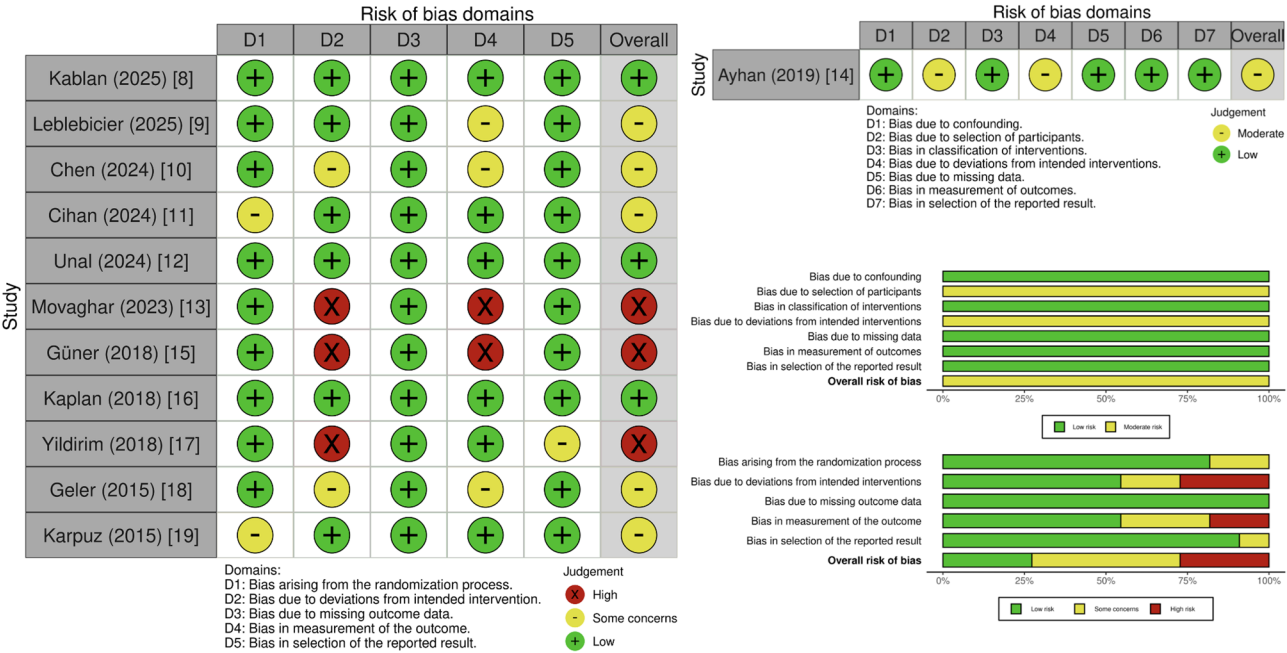 Risk of bias domains
D1 D2 D3 D4 D5 Overall
Study
Kablan (2025) [8] + + + + + +
Leblebicier (2025) [9] + + + - + -
Chen (2024) [10] + - + - + -
Cihan (2024) [11] - + + + + -
Unal (2024) [12] + + + + + +
Movaghar (2023) [13] + X + X + X
Güner (2018) [15] + X + X + X
Kaplan (2018) [16] + + + + + +
Yildirim (2018) [17] + X + + - X
Geler (2015) [18] + - + - + -
Karpuz (2015) [19] - + + + + -
Domains:
D1: Bias arising from the randomization process.
D2: Bias due to deviations from intended intervention.
D3: Bias due to missing outcome data.
D4: Bias in measurement of the outcome.
D5: Bias in selection of the reported result.
Judgement
X High
- Some concerns
+ Low
Risk of bias domains
D1 D2 D3 D4 D5 D6 D7 Overall
Study
Ayhan (2019) [14] + - + - + + + -
Domains:
D1: Bias due to confounding.
D2: Bias due to selection of participants.
D3: Bias in classification of interventions.
D4: Bias due to deviations from intended interventions.
D5: Bias due to missing data.
D6: Bias in measurement of outcomes.
D7: Bias in selection of the reported result.
Judgement
- Moderate
+ Low
Bias due to confounding
Bias due to selection of participants
Bias in classification of interventions
Bias due to deviations from intended interventions
Bias due to missing data
Bias in measurement of outcomes
Bias in selection of the reported result
Overall risk of bias
0% 25% 50% 75% 100%
Low risk Moderate risk
Bias arising from the randomization process
Bias due to deviations from intended interventions
Bias due to missing outcome data
Bias in measurement of the outcome
Bias in selection of the reported result
Overall risk of bias
0% 25% 50% 75% 100%
Low risk Some concerns High risk